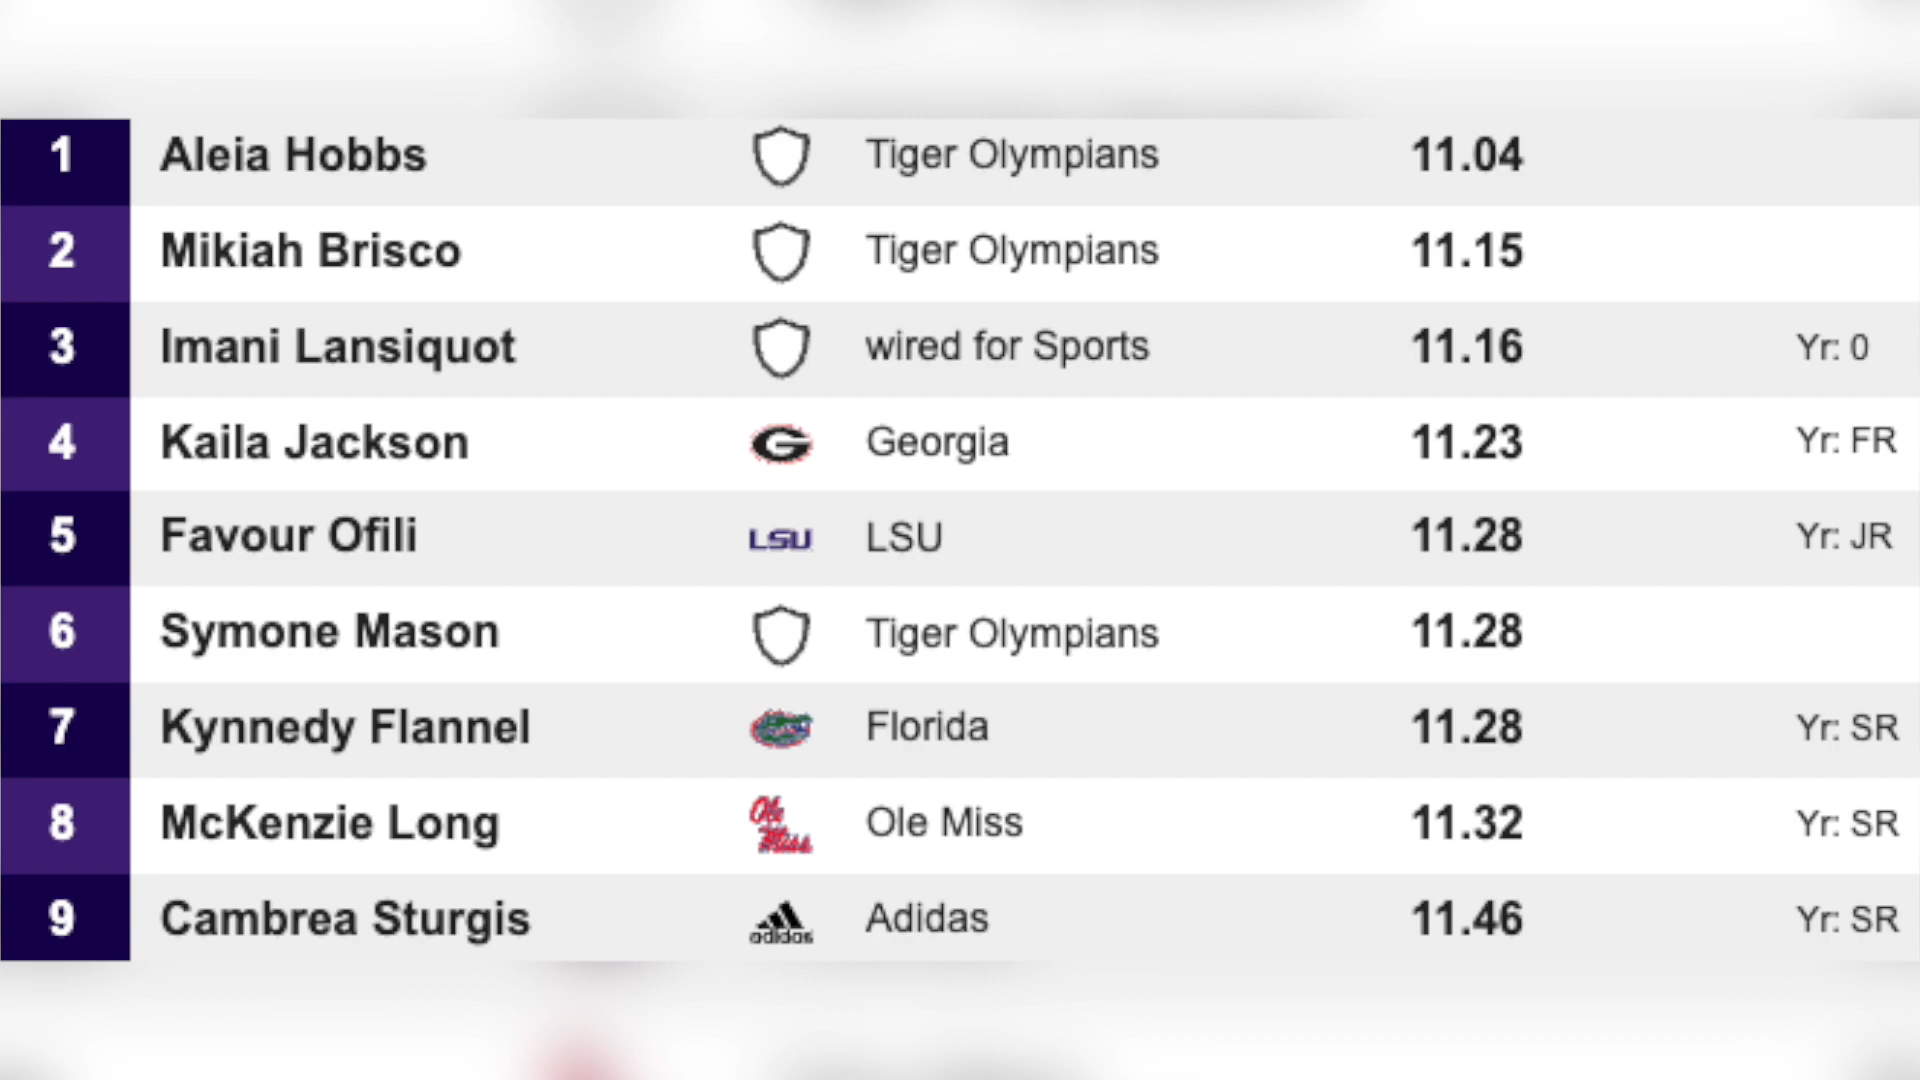 1 Aleia Hobbs Tiger Olympians 11.04
2 Mikiah Brisco Tiger Olympians 11.15
3 Imani Lansiquot wired for Sports 11.16 Yr: 0
4 Kaila Jackson G Georgia 11.23 Yr: FR
5 Favour Ofili LSU LSU 11.28 Yr: JR
6 Symone Mason Tiger Olympians 11.28
7 Kynnedy Flannel Florida 11.28 Yr: SR
8 McKenzie Long Ole Miss Ole Miss 11.32 Yr: SR
9 Cambrea Sturgis adidas Adidas 11.46 Yr: SR